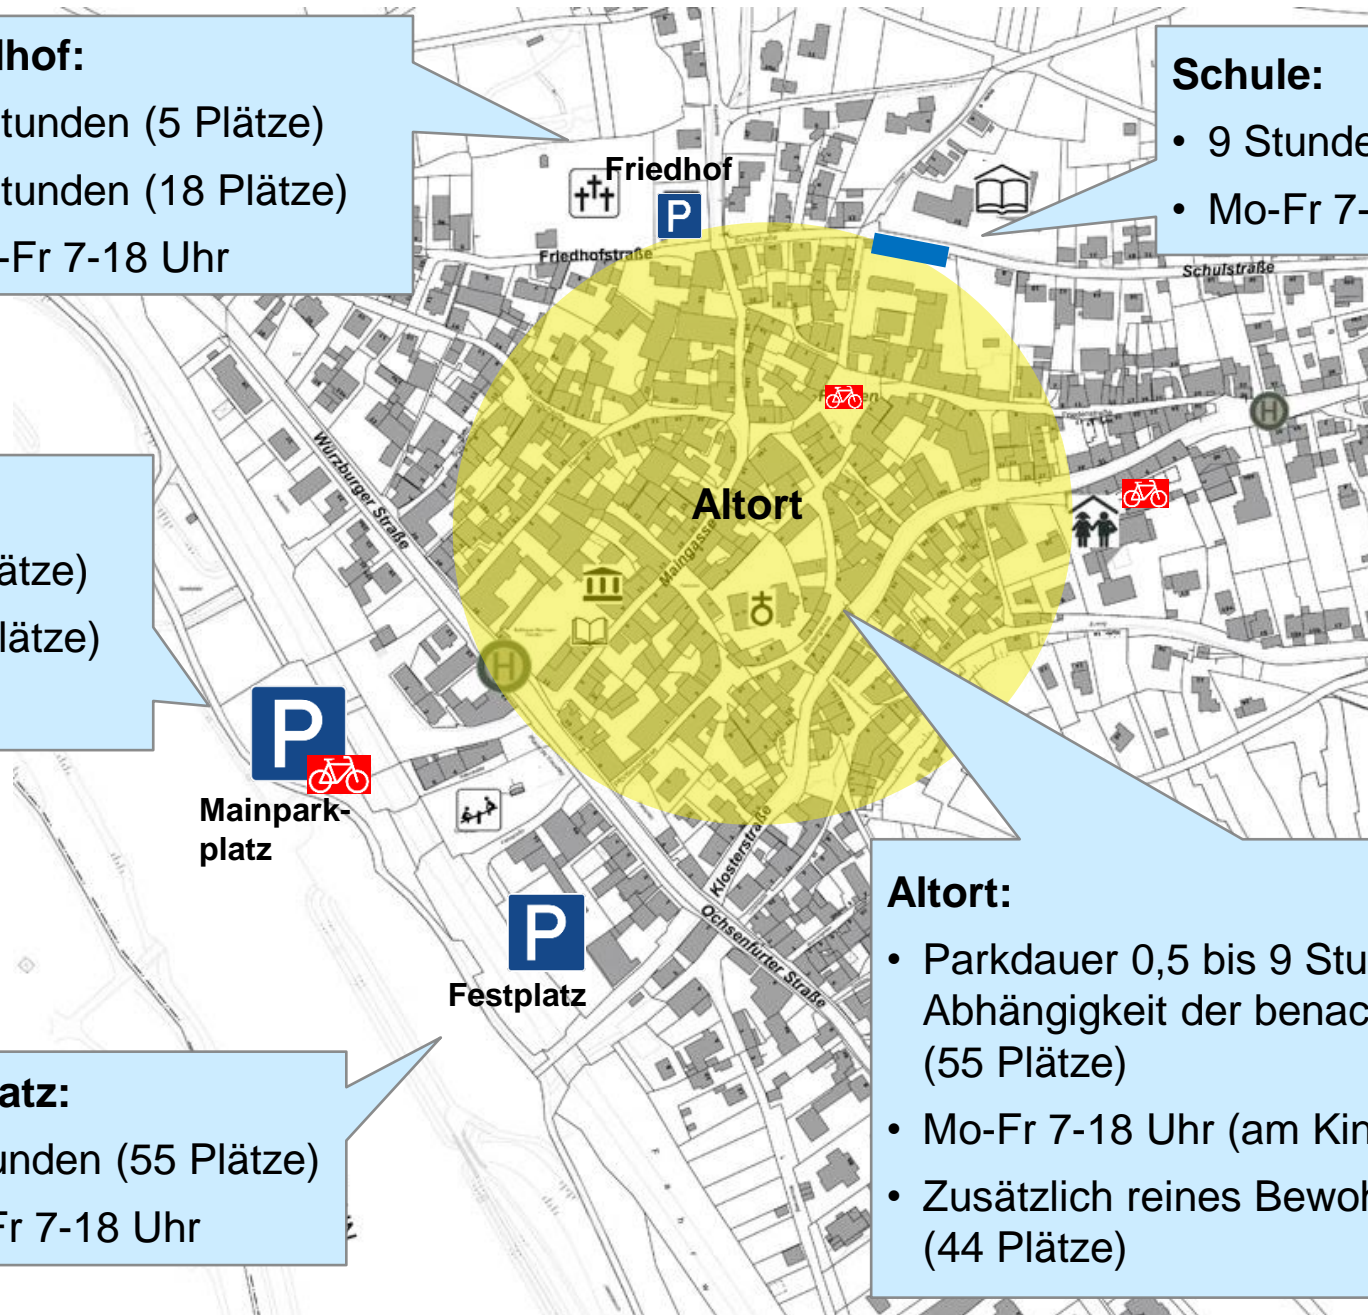 lhof:
tunden (5 Plätze)
tunden (18 Plätze)
-Fr 7-18 Uhr
Schule:
• 9 Stunde
• Mo-Fr 7-
Friedhof
P
Friedhofstraße
Schulstraße
H
Würzburger Straße
Altort
Maingasse
ätze)
lätze)
H
P
Mainpark-
platz
Klosterstraße
P
Ochsenfurter Straße
Festplatz
Altort:
• Parkdauer 0,5 bis 9 Stu
Abhängigkeit der benac
(55 Plätze)
• Mo-Fr 7-18 Uhr (am Kin
• Zusätzlich reines Bewoh
(44 Plätze)
atz:
unden (55 Plätze)
Fr 7-18 Uhr